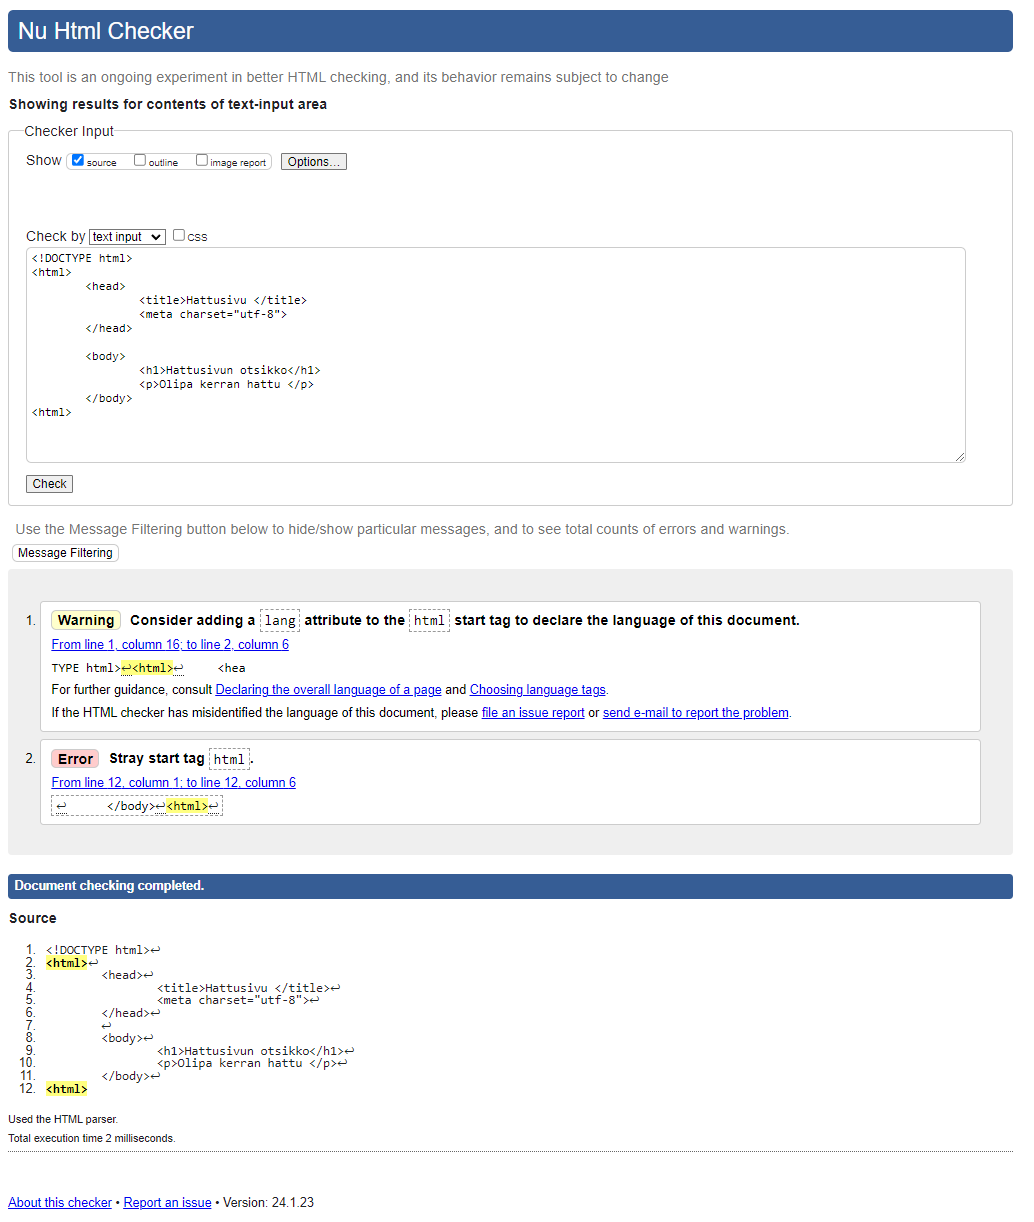 Nu Html Checker
This tool is an ongoing experiment in better HTML checking, and its behavior remains subject to change
Showing results for contents of text-input area
Checker Input
Show source outline image report Options...
Check by text input css
<!DOCTYPE html>
<html>
<head>
<title>Hattusivu </title>
<meta charset="utf-8">
</head>
<body>
<h1>Hattusivun otsikko</h1>
<p>Olipa kerran hattu </p>
</body>
<html>
Check
Use the Message Filtering button below to hide/show particular messages, and to see total counts of errors and warnings.
Message Filtering
1. Warning Consider adding a lang attribute to the html start tag to declare the language of this document.
From line 1, column 16; to line 2, column 6
TYPE html>↩<html>↩ <hea
For further guidance, consult Declaring the overall language of a page and Choosing language tags.
If the HTML checker has misidentified the language of this document, please file an issue report or send e-mail to report the problem.
2. Error Stray start tag html.
From line 12, column 1; to line 12, column 6
↩ </body>↩<html>↩
Document checking completed.
Source
1. <!DOCTYPE html>↩
2. <html>↩
3. <head>↩
4. <title>Hattusivu </title>↩
5. <meta charset="utf-8">↩
6. </head>↩
7. ↩
8. <body>↩
9. <h1>Hattusivun otsikko</h1>↩
10. <p>Olipa kerran hattu </p>↩
11. </body>↩
12. <html>
Used the HTML parser.
Total execution time 2 milliseconds.
About this checker • Report an issue • Version: 24.1.23